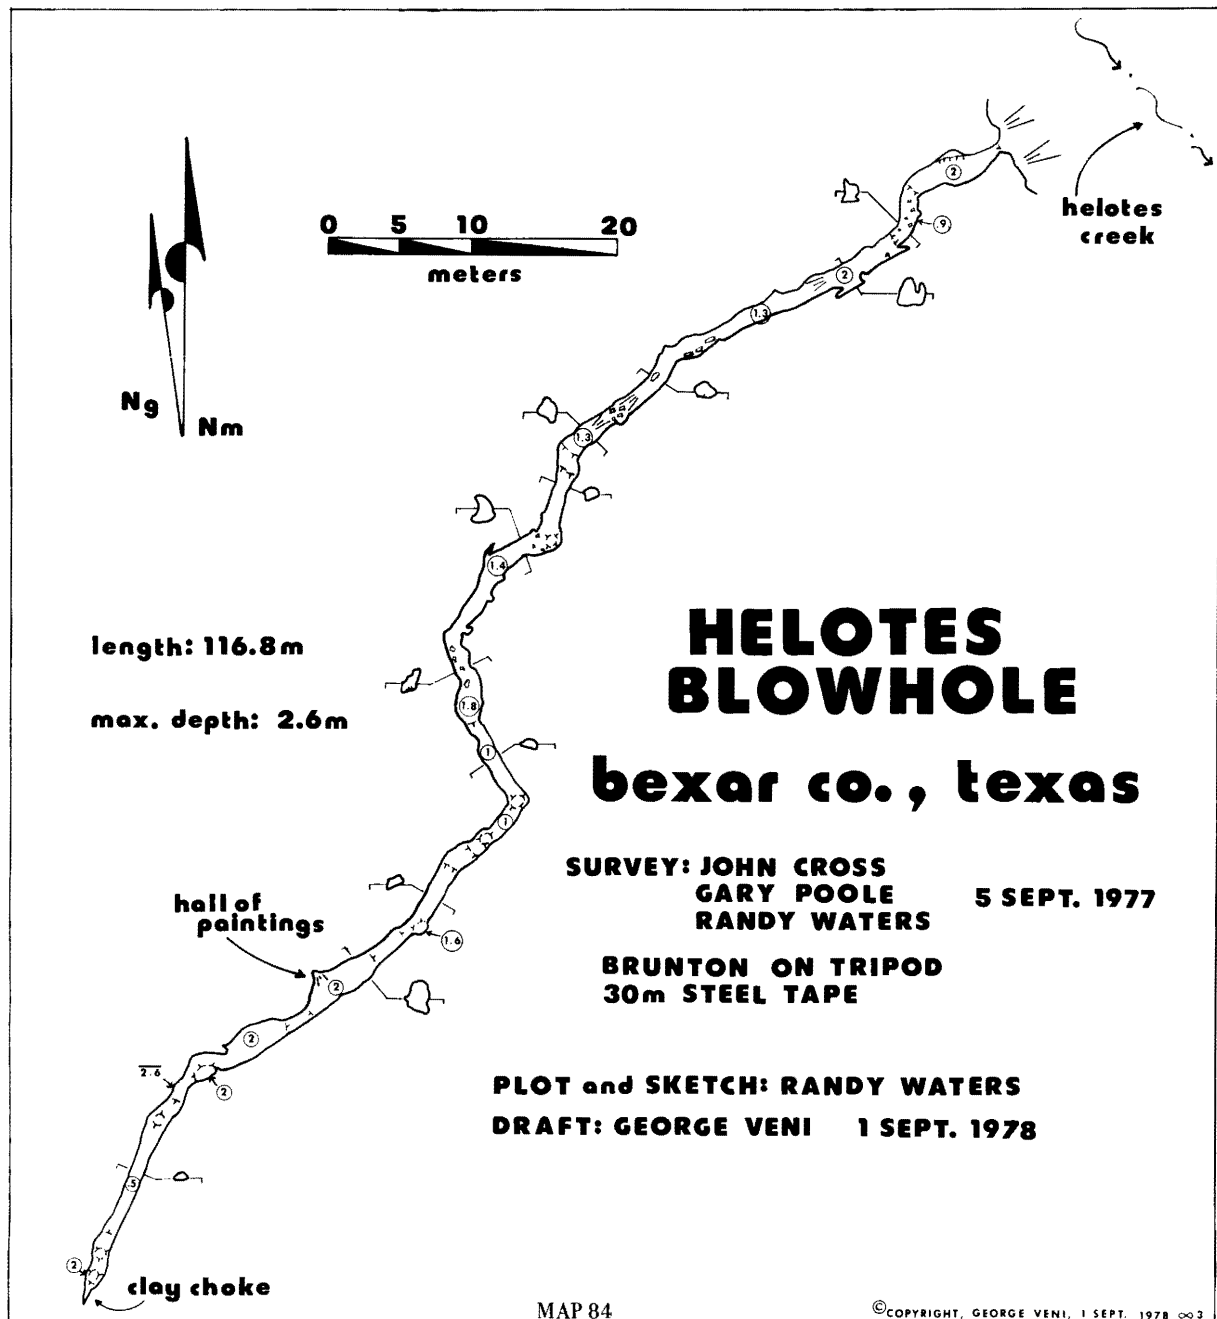 helotes
creek
0 5 10 20
meters
Ng
Nm
2
.9
2
1.3
1.3
1.4
HELOTES
BLOWHOLE
length: 116.8m
max. depth: 2.6m
1.8
1
bexar co., texas
1
SURVEY: JOHN CROSS
GARY POOLE 5 SEPT. 1977
RANDY WATERS
hall of
paintings
1.6
BRUNTON ON TRIPOD
30m STEEL TAPE
2
2
2.6
2
PLOT and SKETCH: RANDY WATERS
DRAFT: GEORGE VENI 1 SEPT. 1978
.5
2
clay choke
MAP 84
©COPYRIGHT, GEORGE VENI, 1 SEPT. 1978